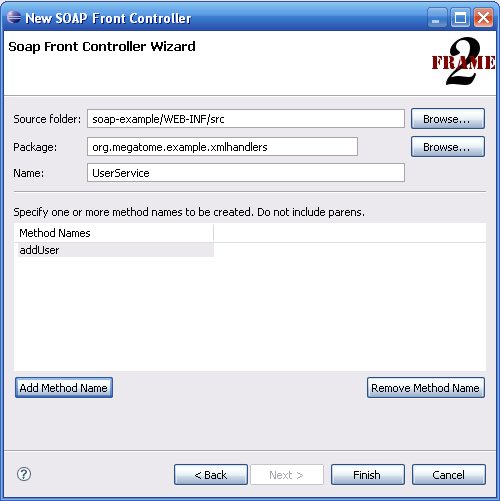 New SOAP Front Controller
Soap Front Controller Wizard
FRAME 2
Source folder: soap-example/WEB-INF/src Browse...
Package: org.megatome.example.xmlhandlers Browse...
Name: UserService
Specify one or more method names to be created. Do not include parens.
Method Names
addUser
Add Method Name Remove Method Name
? < Back Next > Finish Cancel